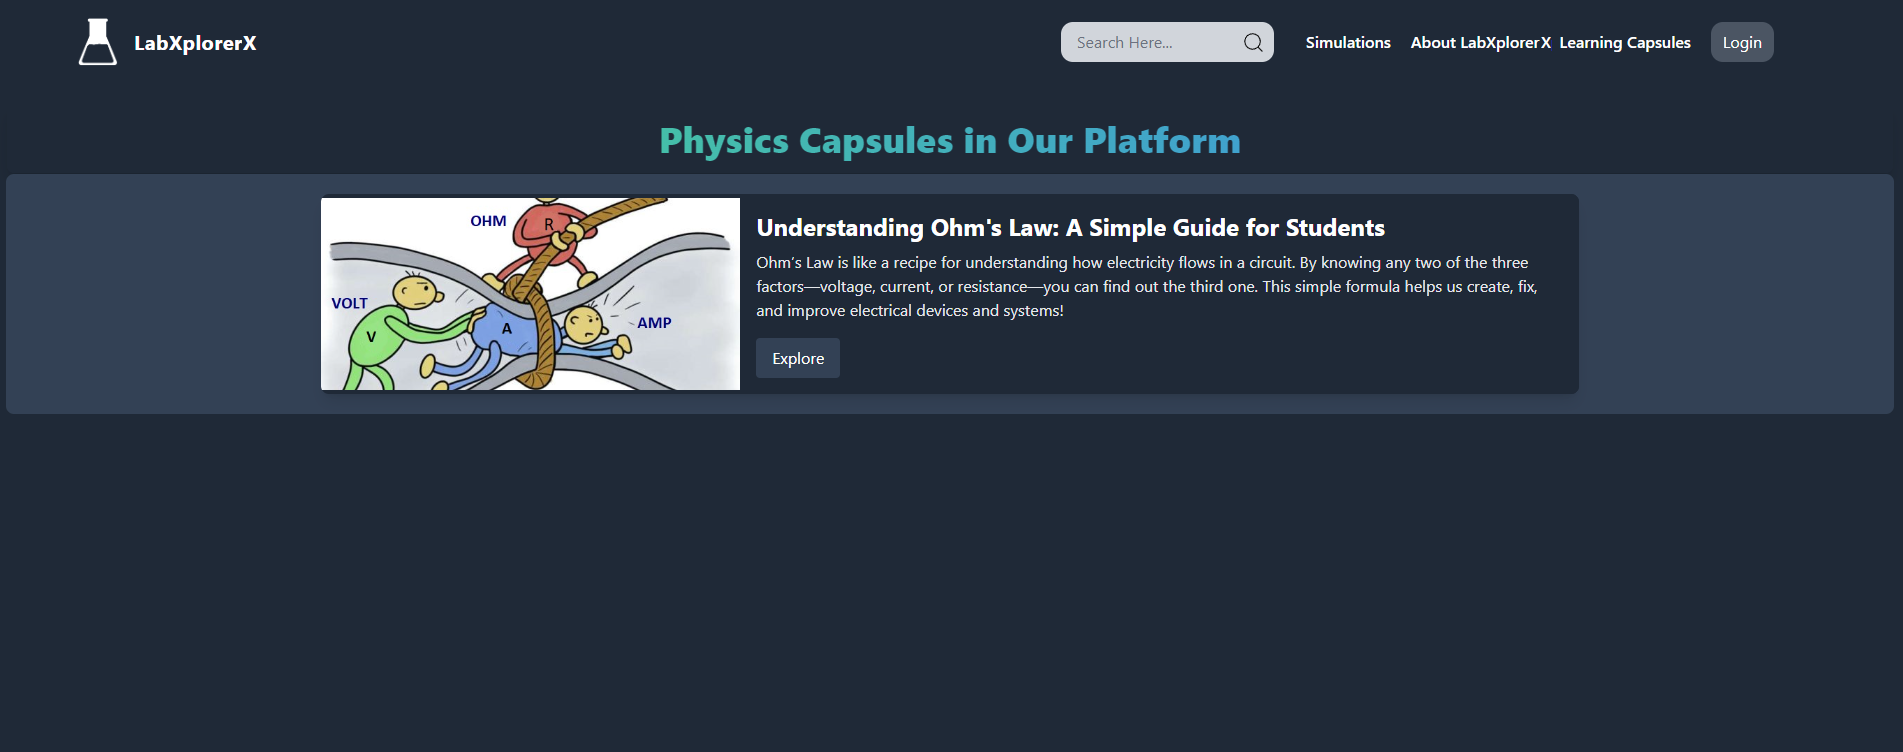 LabXplorerX
Search Here...
Simulations
About LabXplorerX
Learning Capsules
Login
Physics Capsules in Our Platform
OHM
R
VOLT
V
A
AMP
Understanding Ohm's Law: A Simple Guide for Students
Ohm’s Law is like a recipe for understanding how electricity flows in a circuit. By knowing any two of the three
factors—voltage, current, or resistance—you can find out the third one. This simple formula helps us create, fix,
and improve electrical devices and systems!
Explore